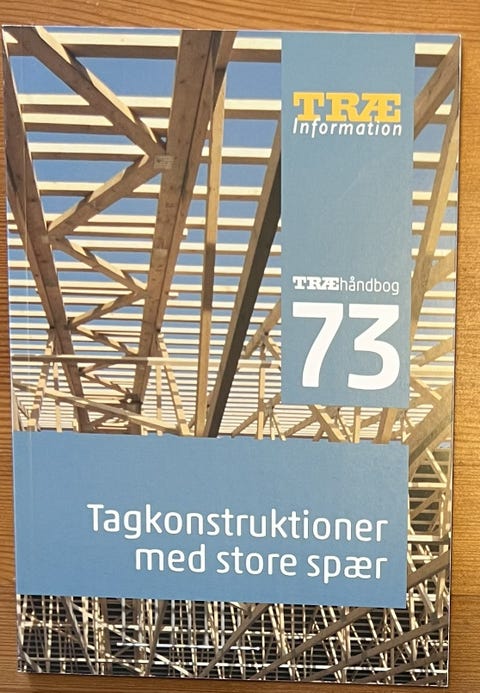 TRÆ
Information
TRÆhåndbog
73
Tagkonstruktioner
med store spær